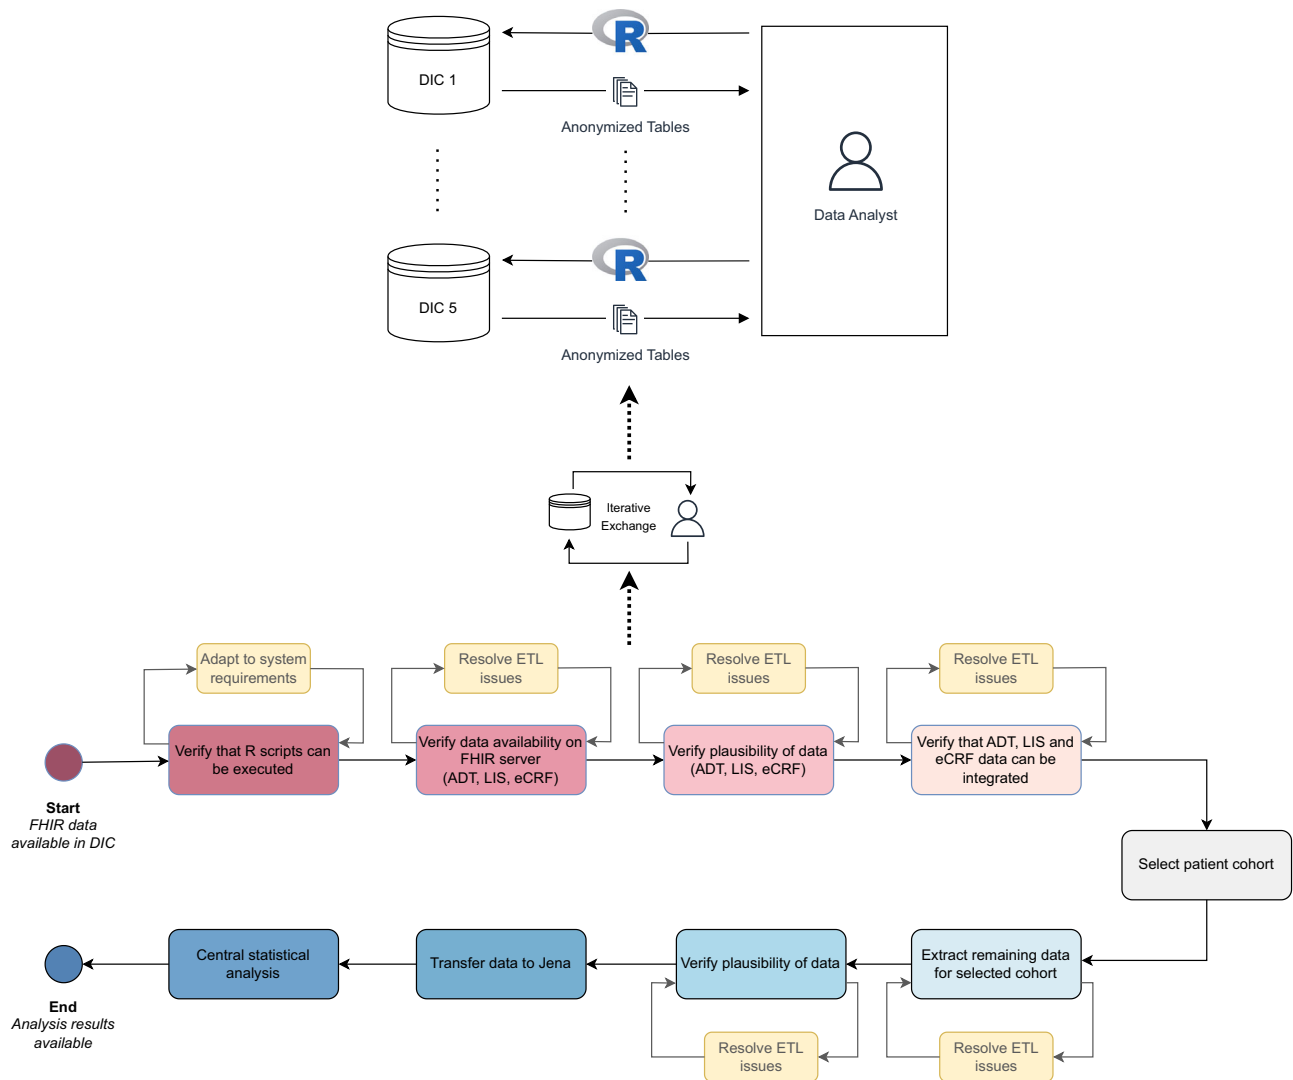 R
DIC 1
Anonymized Tables
Data Analyst
R
DIC 5
Anonymized Tables
Iterative
Exchange
Adapt to system
requirements
Resolve ETL
issues
Resolve ETL
issues
Resolve ETL
issues
Verify that R scripts can
be executed
Verify data availability on
FHIR server
(ADT, LIS, eCRF)
Verify plausibility of data
(ADT, LIS, eCRF)
Verify that ADT, LIS and
eCRF data can be
integrated
Start
FHIR data
available in DIC
Select patient cohort
Extract remaining data
for selected cohort
Verify plausibility of data
Transfer data to Jena
Central statistical
analysis
End
Analysis results
available
Resolve ETL
issues
Resolve ETL
issues